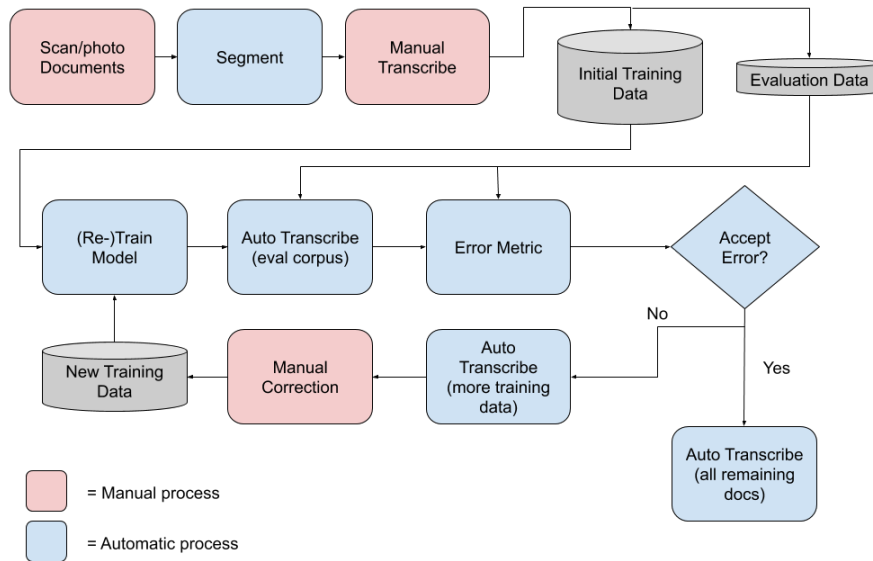 Scan/photo
Documents
Segment
Manual
Transcribe
Initial Training
Data
Evaluation Data
(Re-)Train
Model
Auto Transcribe
(eval corpus)
Error Metric
Accept
Error?
No
Yes
New Training
Data
Manual
Correction
Auto
Transcribe
(more training
data)
Auto Transcribe
(all remaining
docs)
= Manual process
= Automatic process